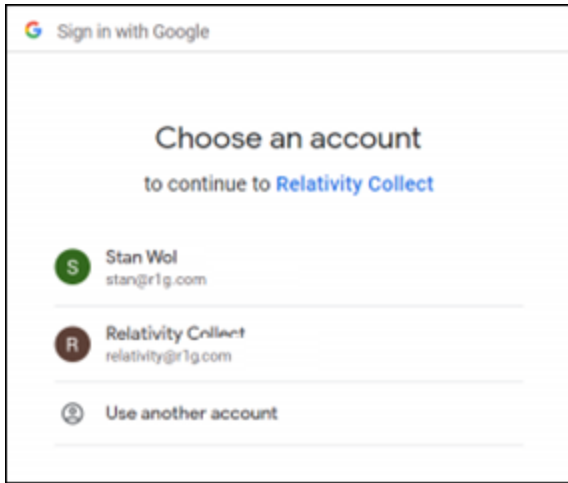 G Sign in with Google
Choose an account
to continue to Relativity Collect
S Stan Wol
stan@r1g.com
R Relativity Collect
relativity@r1g.com
Use another account